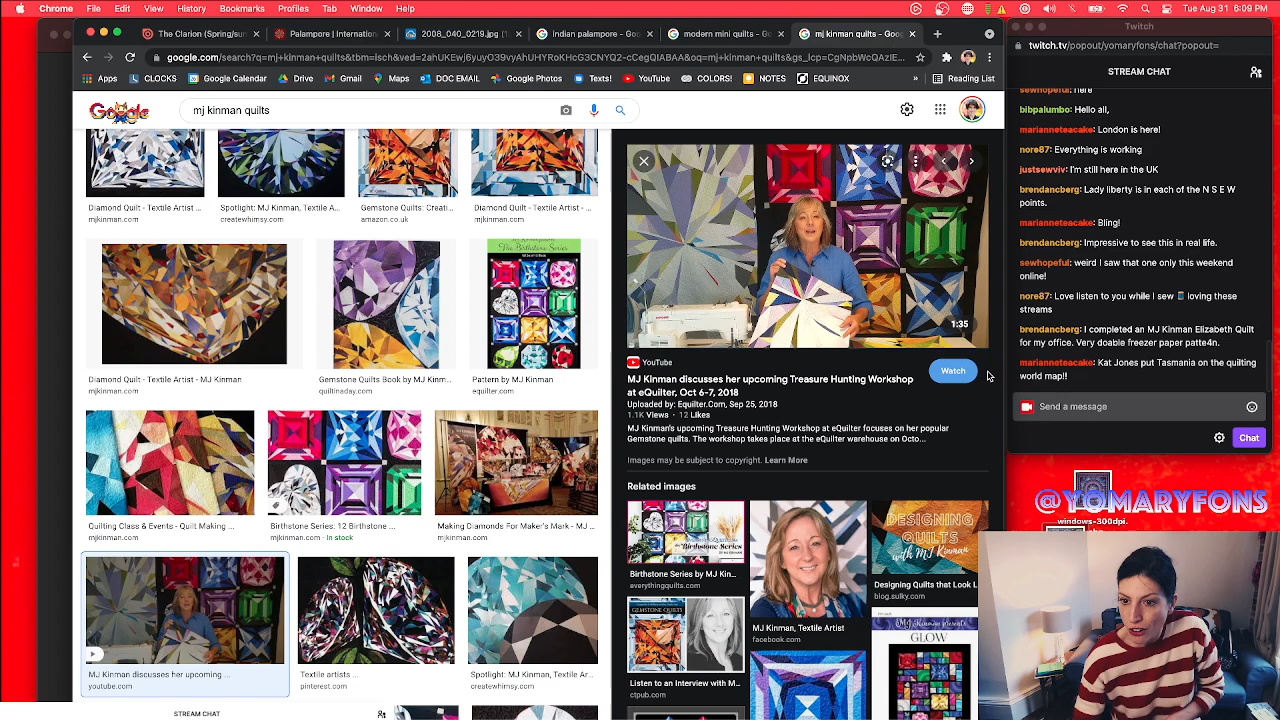 Chrome File Edit View History Bookmarks Profiles Tab Window Help
Tue Aug 31 6:09 PM
The Clarion (Spring/sun
Palampore | Internation
2008_040_0219.jpg (1
Indian palampore - Goo
modern mini quilts - Goo
mj kinman quilts - Goog
google.com/search?q=mj+kinman+quilts&tbm=isch&ved=
Apps CLOCKS Google Calendar Drive Gmail Maps DOC EMAIL Google Photos Texts! YouTube COLORS! NOTES EQUINOX » Reading List
mj kinman quilts
Diamond Quilt - Textile Artist ...
mjkinman.com
Spotlight: MJ Kinman, Textile A...
createwhimsy.com
Gemstone Quilts: Creati...
amazon.co.uk
Diamond Quilt - Textile Artist - ...
mjkinman.com
Diamond Quilt - Textile Artist - MJ Kinman
mjkinman.com
Gemstone Quilts Book by MJ Kinm...
quiltinaday.com
Pattern by MJ Kinman
equilter.com
Quilting Class & Events - Quilt Making ...
mjkinman.com
Birthstone Series: 12 Birthstone ...
mjkinman.com · In stock
Making Diamonds For Maker's Mark - MJ ...
mjkinman.com
MJ Kinman discusses her upcoming ...
youtube.com
Textile artists ...
pinterest.com
Spotlight: MJ Kinman, Textile Ar...
createwhimsy.com
STREAM CHAT
1:35
YouTube
MJ Kinman discusses her upcoming Treasure Hunting Workshop
at eQuilter, Oct 6-7, 2018
Watch
Uploaded by: Equilter.Com, Sep 25, 2018
1.1K Views · 12 Likes
MJ Kinman's upcoming Treasure Hunting Workshop at eQuilter focuses on her popular
Gemstone quilts. The workshop takes place at the eQuilter warehouse on Octo...
Images may be subject to copyright. Learn More
Related images
Birthstone Series by MJ Kin...
everythingquilts.com
MJ Kinman, Textile Artist
facebook.com
DESIGNING
QUILTS
with MJ KINMAN
Designing Quilts that Look L
blog.sulky.com
GEMSTONE QUILTS
Listen to an Interview with M...
ctpub.com
MJ Kinman presents
GLOW
Twitch
twitch.tv/popout/yomaryfons/chat?popout=
STREAM CHAT
sewhopeful: here
bibpalumbo: Hello all,
marianneteacake: London is here!
nore87: Everything is working
justsewviv: I'm still here in the UK
brendancberg: Lady liberty is in each of the N S E W
points.
marianneteacake: Bling!
brendancberg: Impressive to see this in real life.
sewhopeful: weird I saw that one only this weekend
online!
nore87: Love listen to you while I sew 🧵 loving these
streams
brendancberg: I completed an MJ Kinman Elizabeth Quilt
for my office. Very doable freezer paper patte4n.
marianneteacake: Kat Jones put Tasmania on the quilting
world map!!
Send a message
Chat
@YOMARYFONS
windows-300dpi.